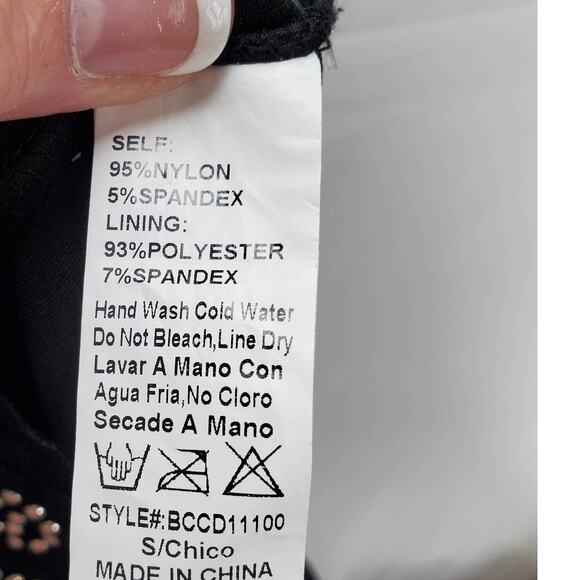 SELF:
95%NYLON
5%SPANDEX
LINING:
93%POLYESTER
7%SPANDEX
Hand Wash Cold Water
Do Not Bleach,Line Dry
Lavar A Mano Con
Agua Fria,No Cloro
Secade A Mano
STYLE#:BCCD11100
S/Chico
MADE IN CHINA